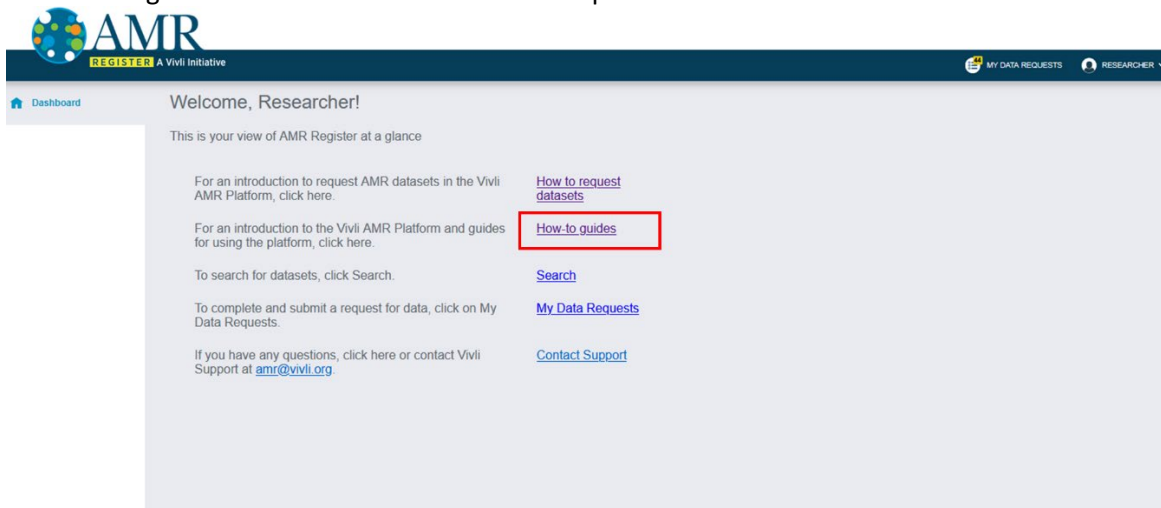 AMR
REGISTER A Vivli Initiative
MY DATA REQUESTS
RESEARCHER
Dashboard
Welcome, Researcher!
This is your view of AMR Register at a glance
For an introduction to request AMR datasets in the Vivli
AMR Platform, click here.
How to request
datasets
For an introduction to the Vivli AMR Platform and guides
for using the platform, click here.
How-to guides
To search for datasets, click Search.
Search
To complete and submit a request for data, click on My
Data Requests.
My Data Requests
If you have any questions, click here or contact Vivli
Support at amr@vivli.org.
Contact Support